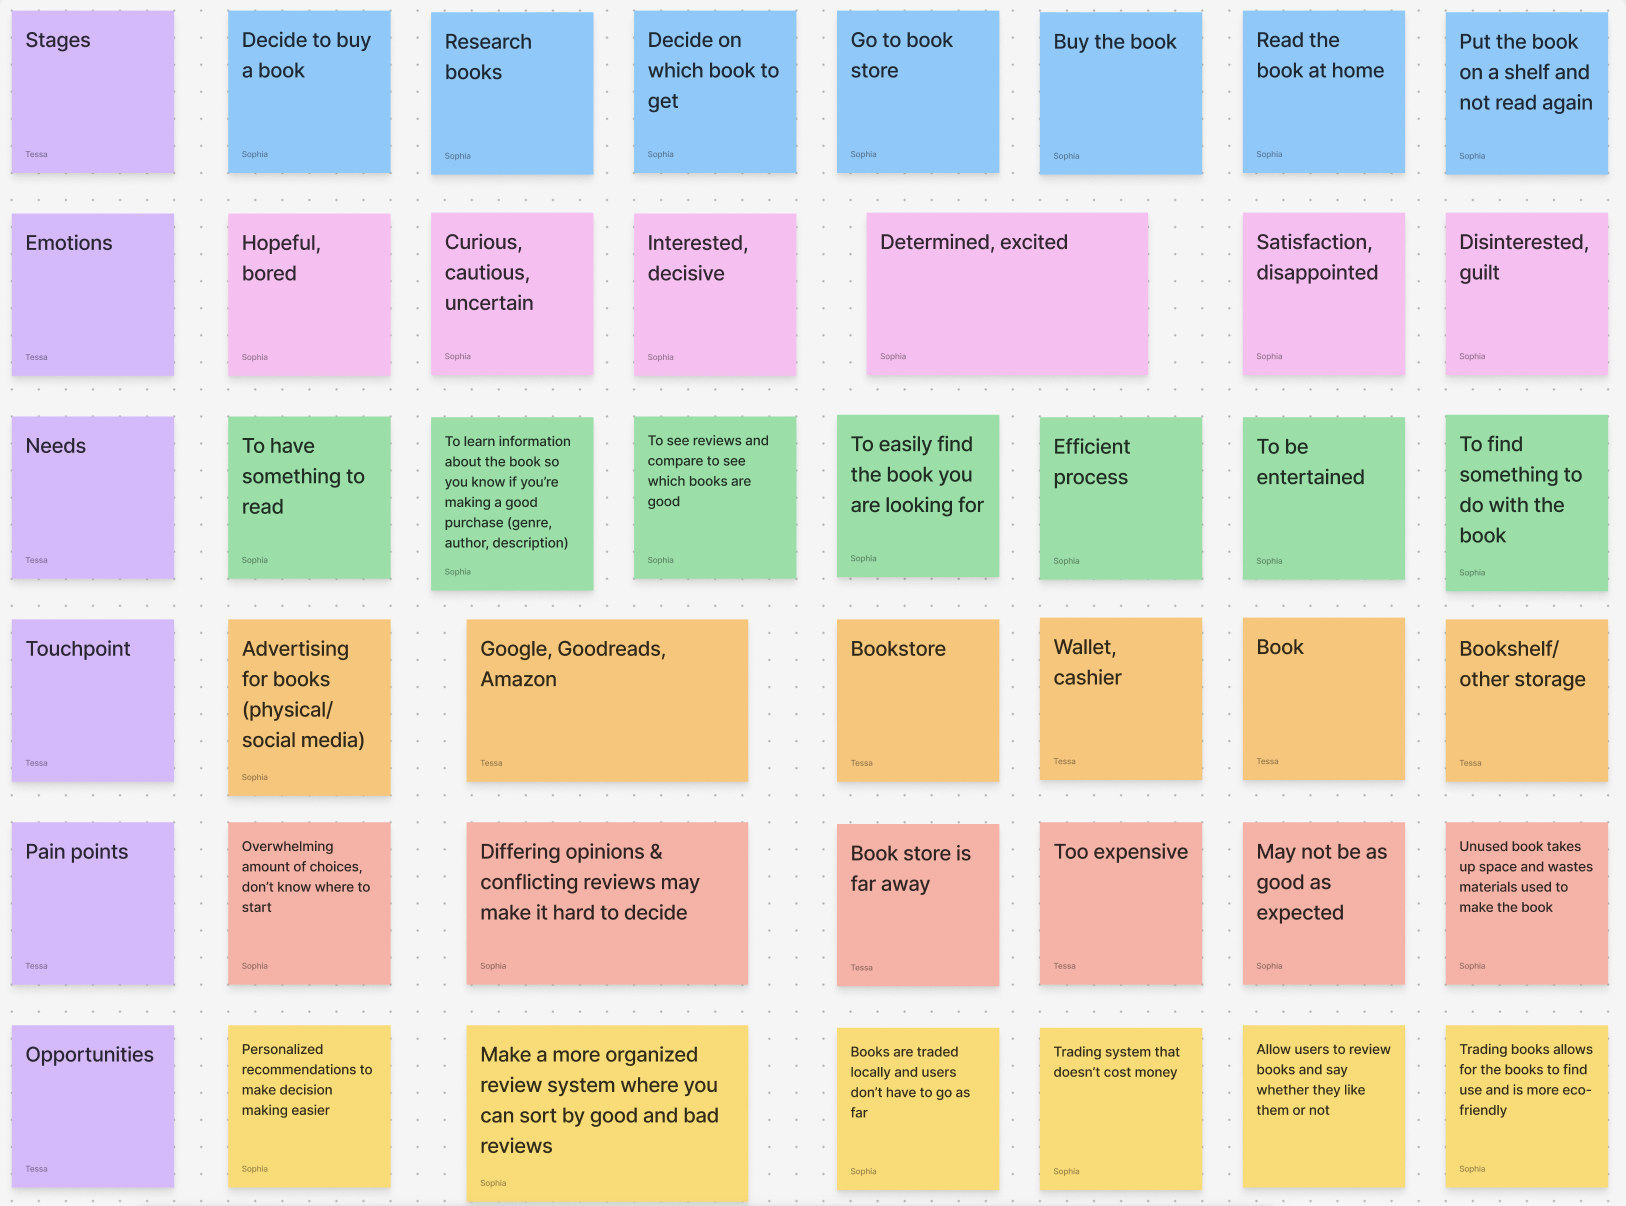 Stages
Tessa
Decide to buy
a book
Sophia
Research
books
Sophia
Decide on
which book to
get
Sophia
Go to book
store
Sophia
Buy the book
Sophia
Read the
book at home
Sophia
Put the book
on a shelf and
not read again
Sophia
Emotions
Tessa
Hopeful,
bored
Sophia
Curious,
cautious,
uncertain
Sophia
Interested,
decisive
Sophia
Determined, excited
Sophia
Satisfaction,
disappointed
Sophia
Disinterested,
guilt
Sophia
Needs
Tessa
To have
something to
read
Sophia
To learn information
about the book so
you know if you’re
making a good
purchase (genre,
author, description)
Sophia
To see reviews and
compare to see
which books are
good
Sophia
To easily find
the book you
are looking for
Sophia
Efficient
process
Sophia
To be
entertained
Sophia
To find
something to
do with the
book
Sophia
Touchpoint
Tessa
Advertising
for books
(physical/
social media)
Sophia
Google, Goodreads,
Amazon
Tessa
Bookstore
Tessa
Wallet,
cashier
Tessa
Book
Tessa
Bookshelf/
other storage
Tessa
Pain points
Tessa
Overwhelming
amount of choices,
don’t know where to
start
Sophia
Differing opinions &
conflicting reviews may
make it hard to decide
Sophia
Book store is
far away
Tessa
Too expensive
Tessa
May not be as
good as
expected
Sophia
Unused book takes
up space and wastes
materials used to
make the book
Sophia
Opportunities
Tessa
Personalized
recommendations to
make decision
making easier
Sophia
Make a more organized
review system where you
can sort by good and bad
reviews
Sophia
Books are traded
locally and users
don’t have to go as
far
Sophia
Trading system that
doesn’t cost money
Sophia
Allow users to review
books and say
whether they like
them or not
Trading books allows
for the books to find
use and is more eco-
friendly
Sophia